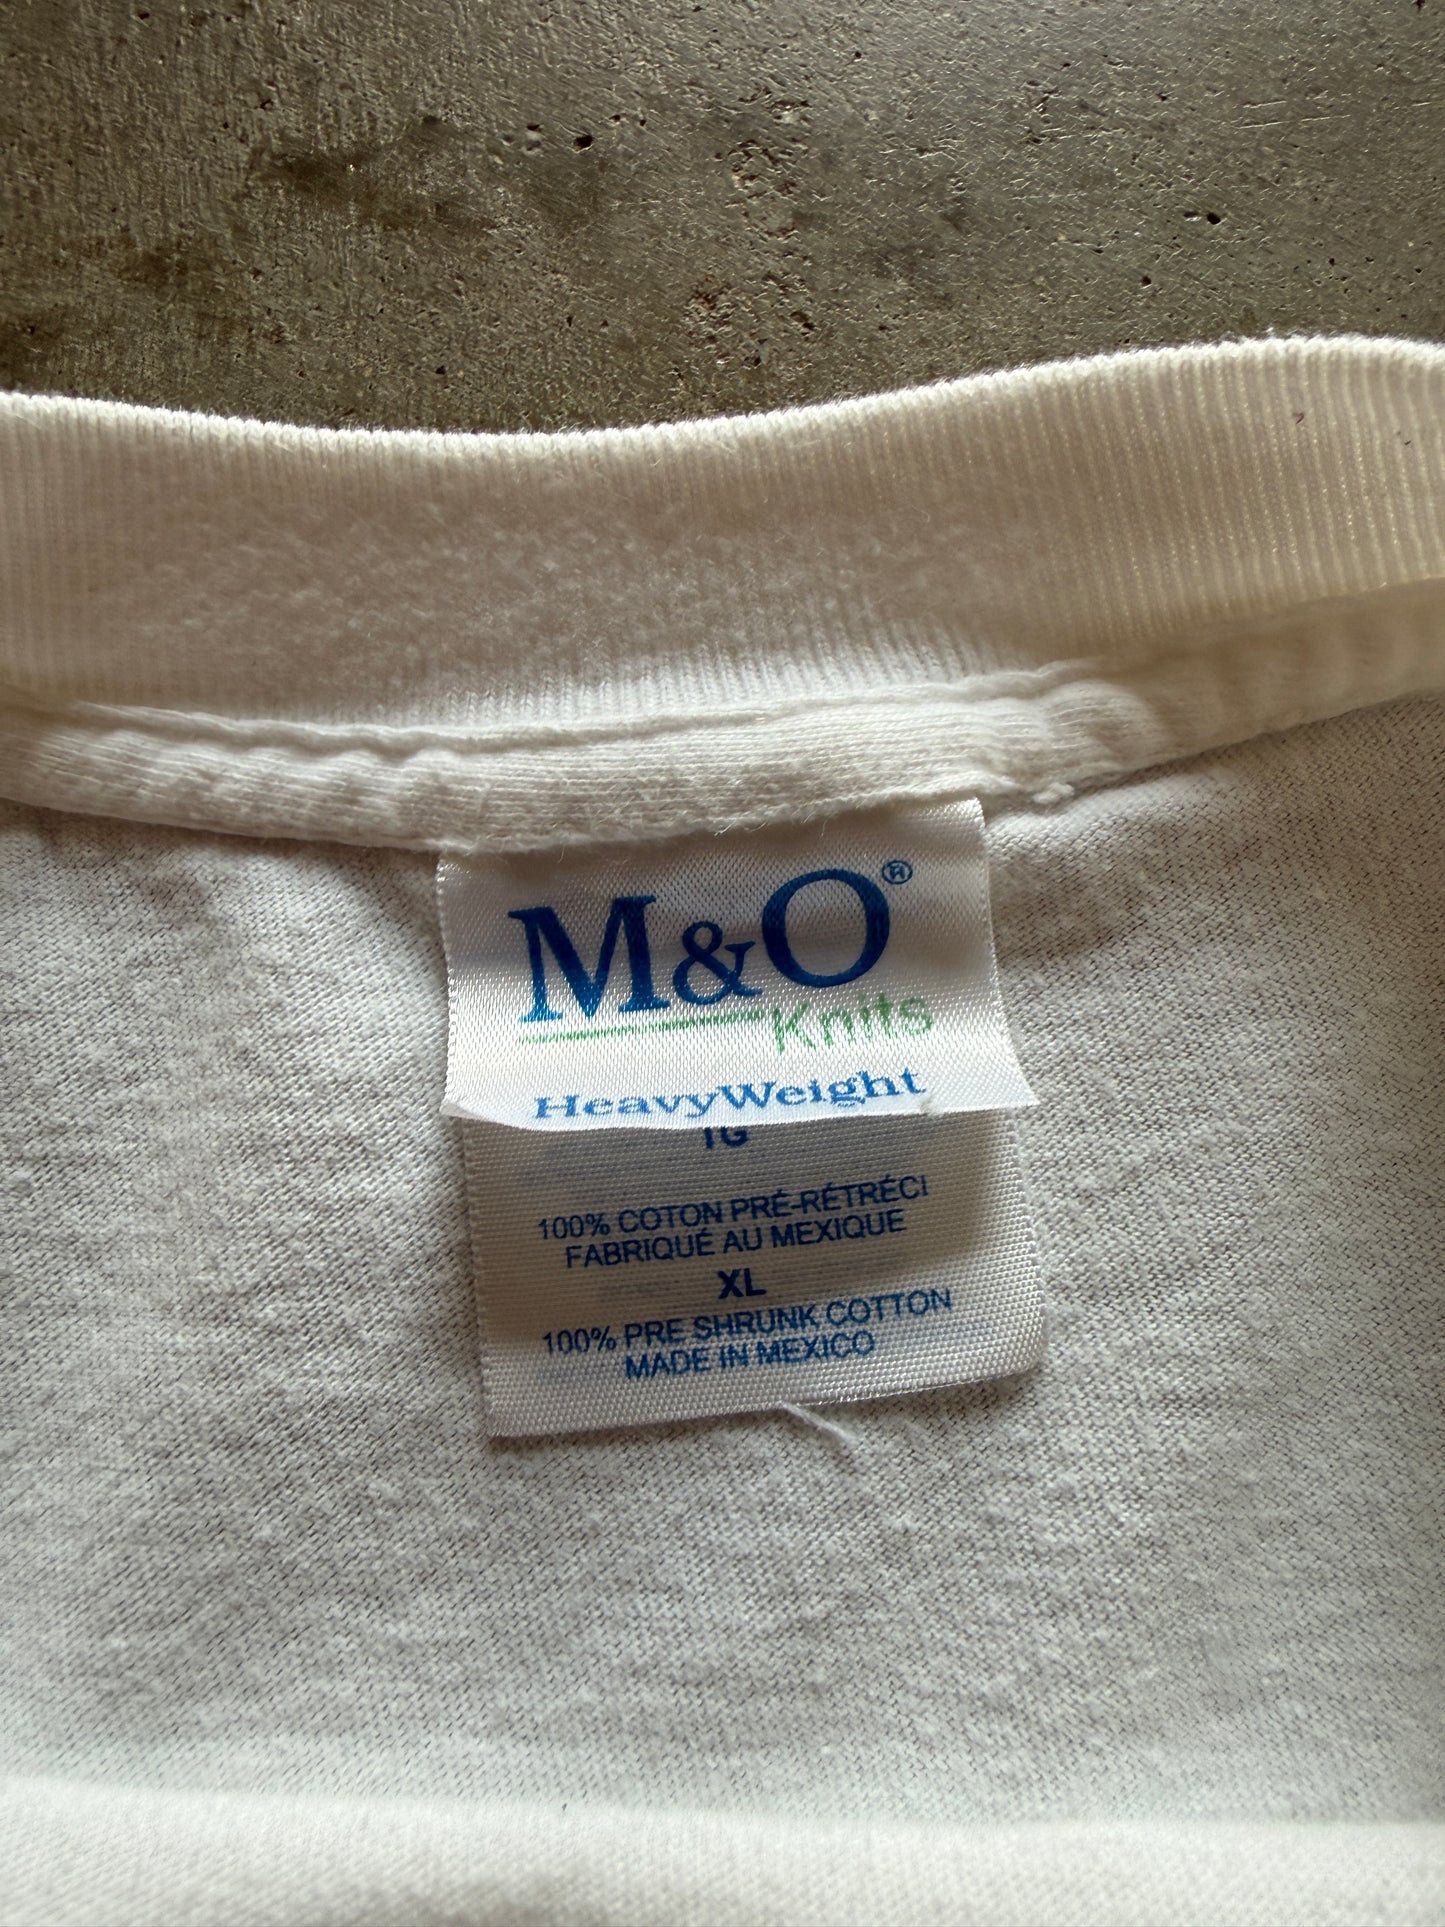 M&O®
Knits
HeavyWeight
TG
100% COTON PRÉ-RÉTRÉCI
FABRIQUÉ AU MEXIQUE
XL
100% PRE SHRUNK COTTON
MADE IN MEXICO